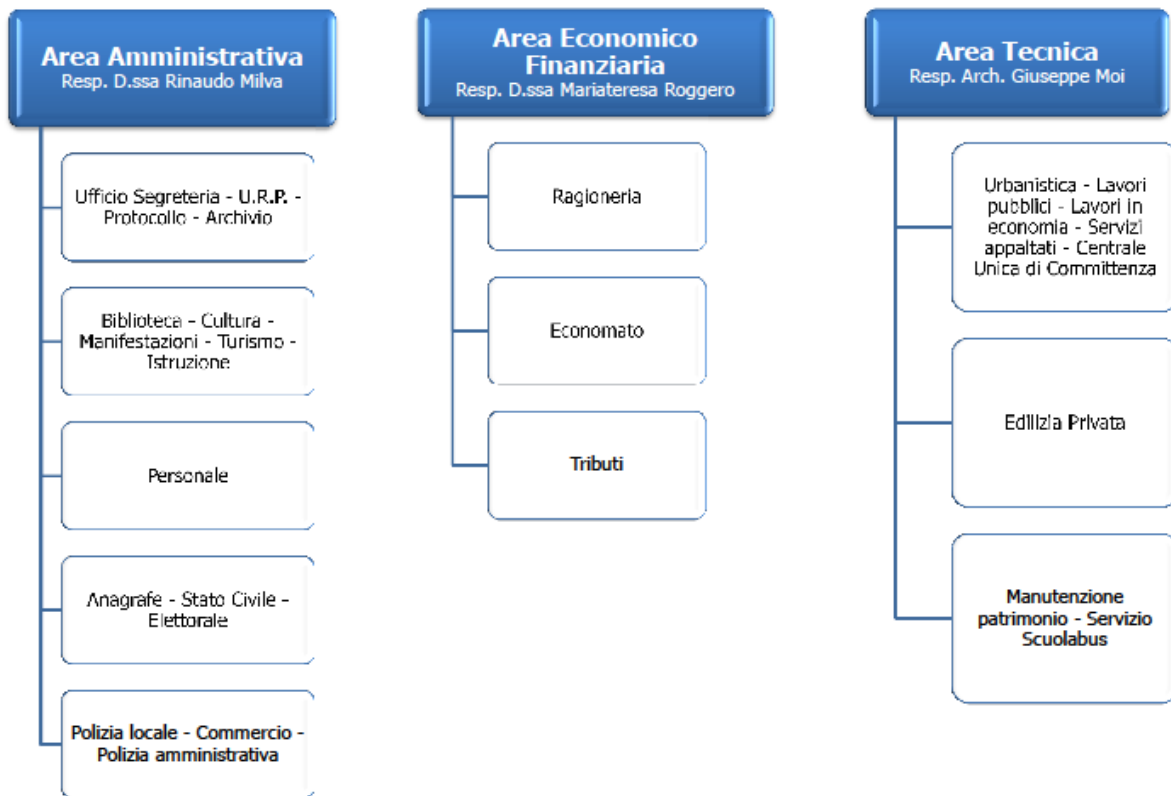 Area Amministrativa
Resp. D.ssa Rinaudo Milva
Ufficio Segreteria - U.R.P. -
Protocollo - Archivio
Biblioteca - Cultura -
Manifestazioni - Turismo -
Istruzione
Personale
Anagrafe - Stato Civile -
Elettorale
Polizia locale - Commercio -
Polizia amministrativa
Area Economico
Finanziaria
Resp. D.ssa Mariateresa Roggero
Ragioneria
Economato
Tributi
Area Tecnica
Resp. Arch. Giuseppe Moi
Urbanistica - Lavori
pubblici - Lavori in
economia - Servizi
appaltati - Centrale
Unica di Committenza
Edilizia Privata
Manutenzione
patrimonio - Servizio
Scuolabus